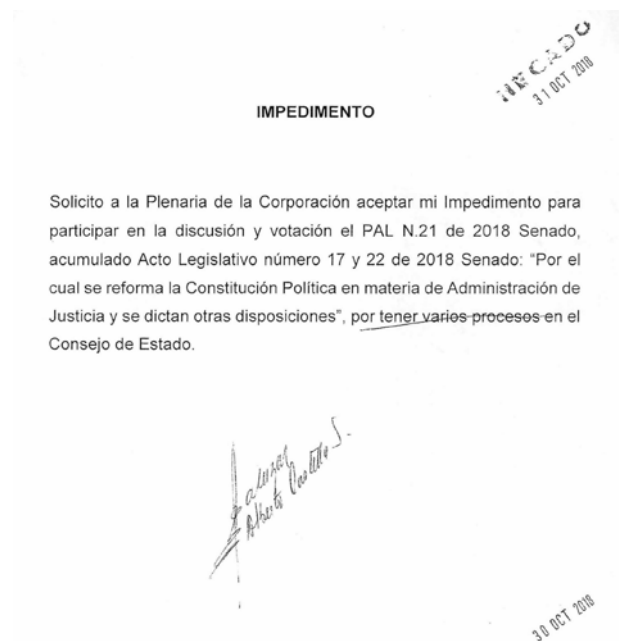 NEGADO
31 OCT 2018
IMPEDIMENTO
Solicito a la Plenaria de la Corporación aceptar mi Impedimento para
participar en la discusión y votación el PAL N.21 de 2018 Senado,
acumulado Acto Legislativo número 17 y 22 de 2018 Senado: “Por el
cual se reforma la Constitución Política en materia de Administración de
Justicia y se dictan otras disposiciones”, por tener varios procesos en el
Consejo de Estado.
Alberto Castilla S.
30 OCT 2018